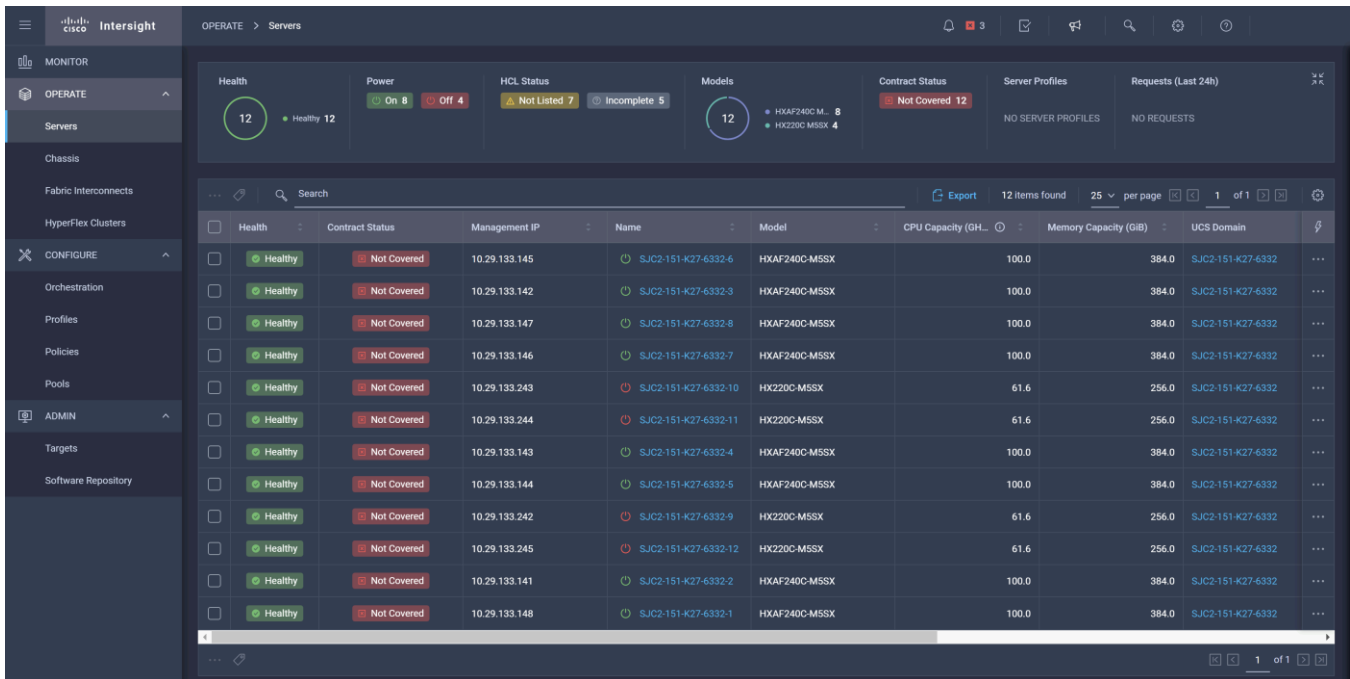 cisco Intersight
OPERATE > Servers
3
MONITOR
OPERATE
Servers
Chassis
Fabric Interconnects
HyperFlex Clusters
CONFIGURE
Orchestration
Profiles
Policies
Pools
ADMIN
Targets
Software Repository
Health
12
Healthy 12
Power
On 8 Off 4
HCL Status
Not Listed 7 Incomplete 5
Models
12
HXAF240C M... 8
HX220C M5SX 4
Contract Status
Not Covered 12
Server Profiles
NO SERVER PROFILES
Requests (Last 24h)
NO REQUESTS
... Search Export 12 items found 25 per page 1 of 1
Health Contract Status Management IP Name Model CPU Capacity (GH... Memory Capacity (GiB) UCS Domain
Healthy Not Covered 10.29.133.145 SJC2-151-K27-6332-6 HXAF240C-M5SX 100.0 384.0 SJC2-151-K27-6332 ...
Healthy Not Covered 10.29.133.142 SJC2-151-K27-6332-3 HXAF240C-M5SX 100.0 384.0 SJC2-151-K27-6332 ...
Healthy Not Covered 10.29.133.147 SJC2-151-K27-6332-8 HXAF240C-M5SX 100.0 384.0 SJC2-151-K27-6332 ...
Healthy Not Covered 10.29.133.146 SJC2-151-K27-6332-7 HXAF240C-M5SX 100.0 384.0 SJC2-151-K27-6332 ...
Healthy Not Covered 10.29.133.243 SJC2-151-K27-6332-10 HX220C-M5SX 61.6 256.0 SJC2-151-K27-6332 ...
Healthy Not Covered 10.29.133.244 SJC2-151-K27-6332-11 HX220C-M5SX 61.6 256.0 SJC2-151-K27-6332 ...
Healthy Not Covered 10.29.133.143 SJC2-151-K27-6332-4 HXAF240C-M5SX 100.0 384.0 SJC2-151-K27-6332 ...
Healthy Not Covered 10.29.133.144 SJC2-151-K27-6332-5 HXAF240C-M5SX 100.0 384.0 SJC2-151-K27-6332 ...
Healthy Not Covered 10.29.133.242 SJC2-151-K27-6332-9 HX220C-M5SX 61.6 256.0 SJC2-151-K27-6332 ...
Healthy Not Covered 10.29.133.245 SJC2-151-K27-6332-12 HX220C-M5SX 61.6 256.0 SJC2-151-K27-6332 ...
Healthy Not Covered 10.29.133.141 SJC2-151-K27-6332-2 HXAF240C-M5SX 100.0 384.0 SJC2-151-K27-6332 ...
Healthy Not Covered 10.29.133.148 SJC2-151-K27-6332-1 HXAF240C-M5SX 100.0 384.0 SJC2-151-K27-6332 ...
... 1 of 1